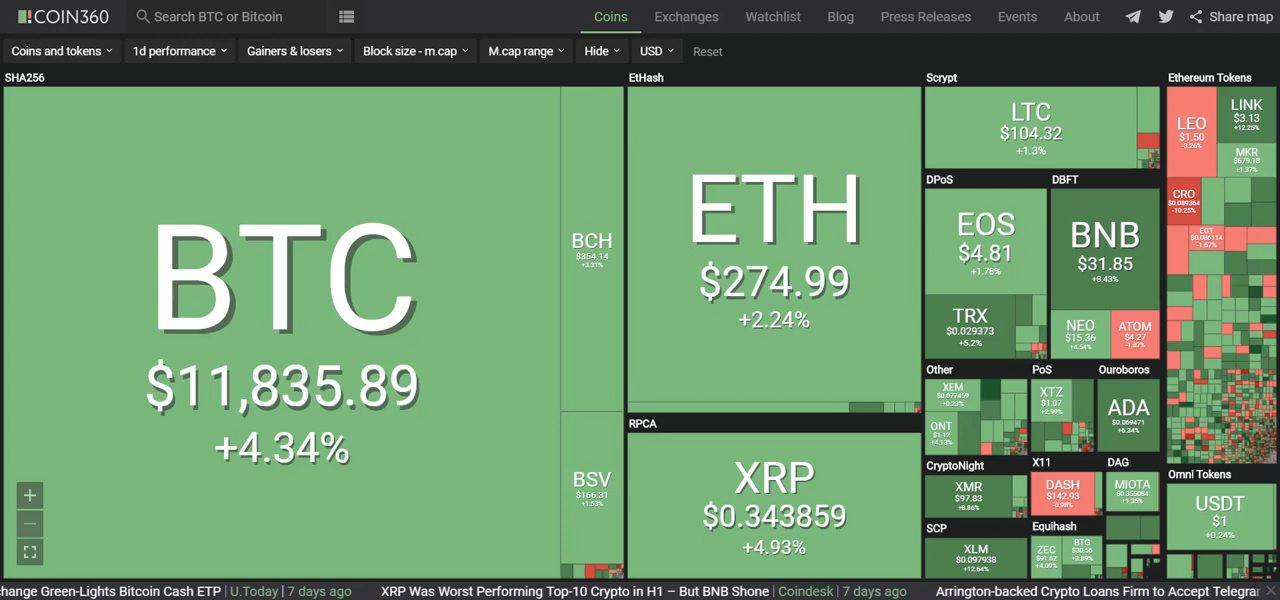 COIN360
Search BTC or Bitcoin
Coins
Exchanges
Watchlist
Blog
Press Releases
Events
About
Share map
Coins and tokens
1d performance
Gainers & losers
Block size - m.cap
M.cap range
Hide
USD
Reset
SHA256
BTC
$11,835.89
+4.34%
BCH
$354.14
+3.31%
BSV
$166.31
+1.53%
EtHash
ETH
$274.99
+2.24%
RPCA
XRP
$0.343859
+4.93%
Scrypt
LTC
$104.32
+1.3%
DPoS
EOS
$4.81
+1.78%
TRX
$0.029373
+5.2%
DBFT
BNB
$31.85
+8.43%
NEO
$15.36
+4.54%
ATOM
$4.27
-1.87%
Other
XEM
$0.077459
+0.23%
ONT
$1.12
+4.13%
PoS
XTZ
$1.07
+2.99%
Ouroboros
ADA
$0.069471
+6.34%
CryptoNight
XMR
$97.83
+8.86%
X11
DASH
$142.93
-0.98%
DAG
MIOTA
$0.355084
+1.35%
SCP
XLM
$0.097938
+12.64%
Equihash
ZEC
$91.62
+4.09%
BTG
$30.56
+3.89%
Ethereum Tokens
LEO
$1.50
-3.26%
LINK
$3.13
+12.25%
MKR
$679.18
+1.37%
CRO
$0.089364
-10.25%
EGT
$0.086114
-1.67%
Omni Tokens
USDT
$1
+0.24%
change Green-Lights Bitcoin Cash ETP | U.Today | 7 days ago
XRP Was Worst Performing Top-10 Crypto in H1 – But BNB Shone | Coindesk | 7 days ago
Arrington-backed Crypto Loans Firm to Accept Telegra